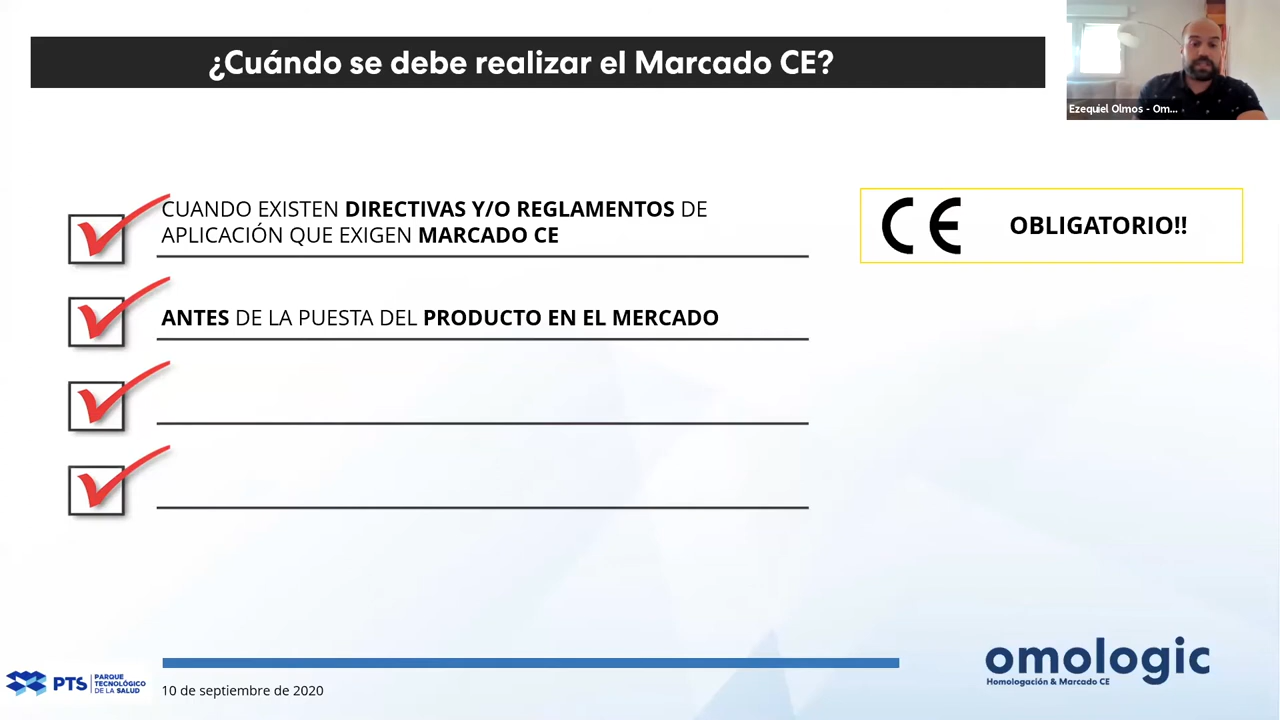 ¿Cuándo se debe realizar el Marcado CE?
Ezequiel Olmos - Om...
CUANDO EXISTEN DIRECTIVAS Y/O REGLAMENTOS DE
APLICACIÓN QUE EXIGEN MARCADO CE
CE OBLIGATORIO!!
ANTES DE LA PUESTA DEL PRODUCTO EN EL MERCADO
omologic
Homologación & Marcado CE
PTS PARQUE
TECNOLÓGICO
DE LA SALUD
10 de septiembre de 2020